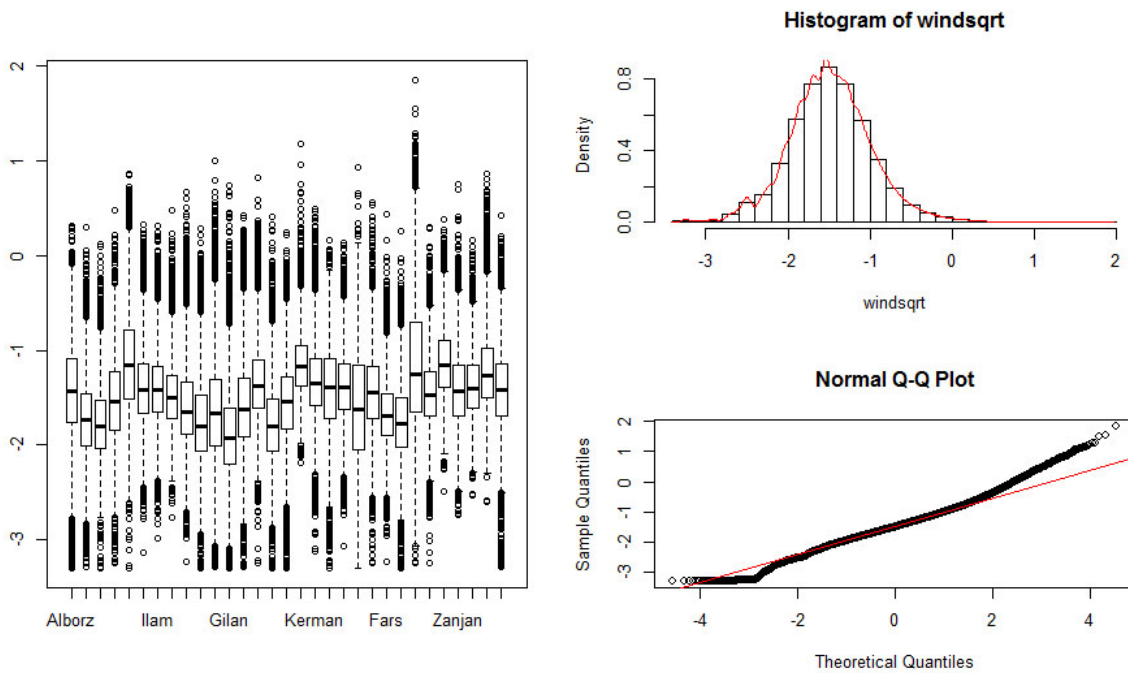 2
1
0
-1
-2
-3
Alborz Ilam Gilan Kerman Fars Zanjan
Histogram of windsqrt
Density
0.8
0.4
0.0
-3 -2 -1 0 1 2
windsqrt
Normal Q-Q Plot
Sample Quantiles
2
1
0
-1
-3
-4 -2 0 2 4
Theoretical Quantiles